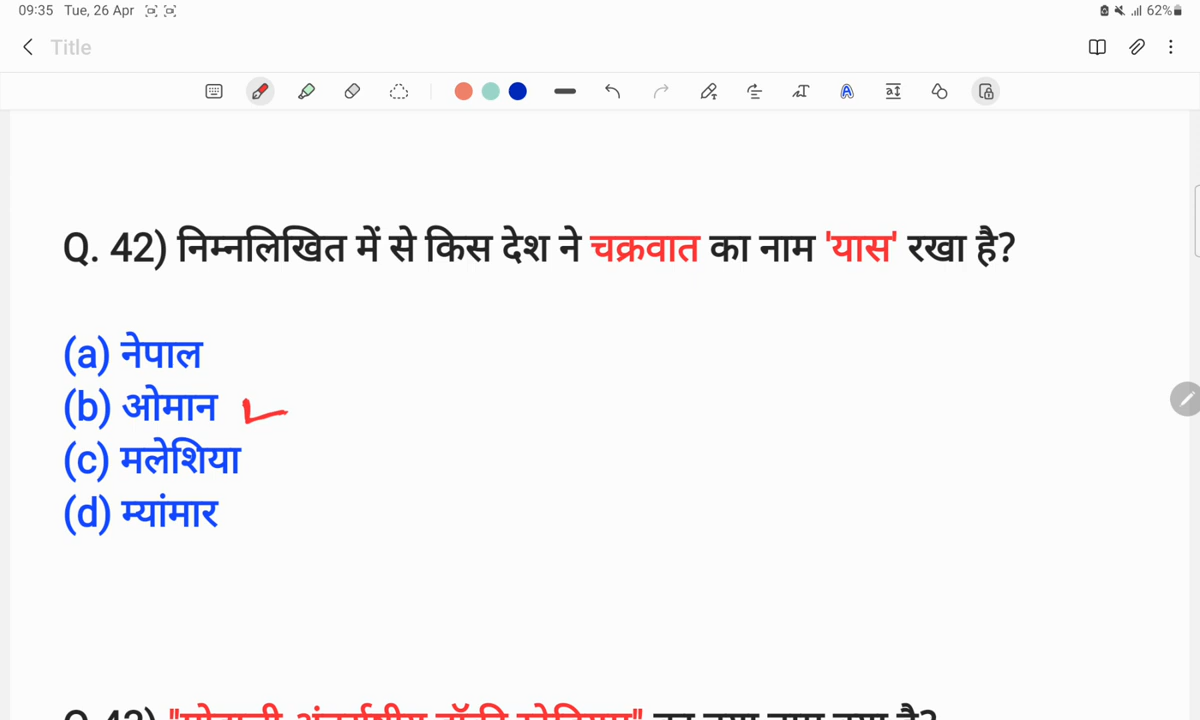 09:35 Tue, 26 Apr 62%
Title
Q. 42) निम्नलिखित में से किस देश ने चक्रवात का नाम 'यास' रखा है?
(a) नेपाल
(b) ओमान
(c) मलेशिया
(d) म्यांमार